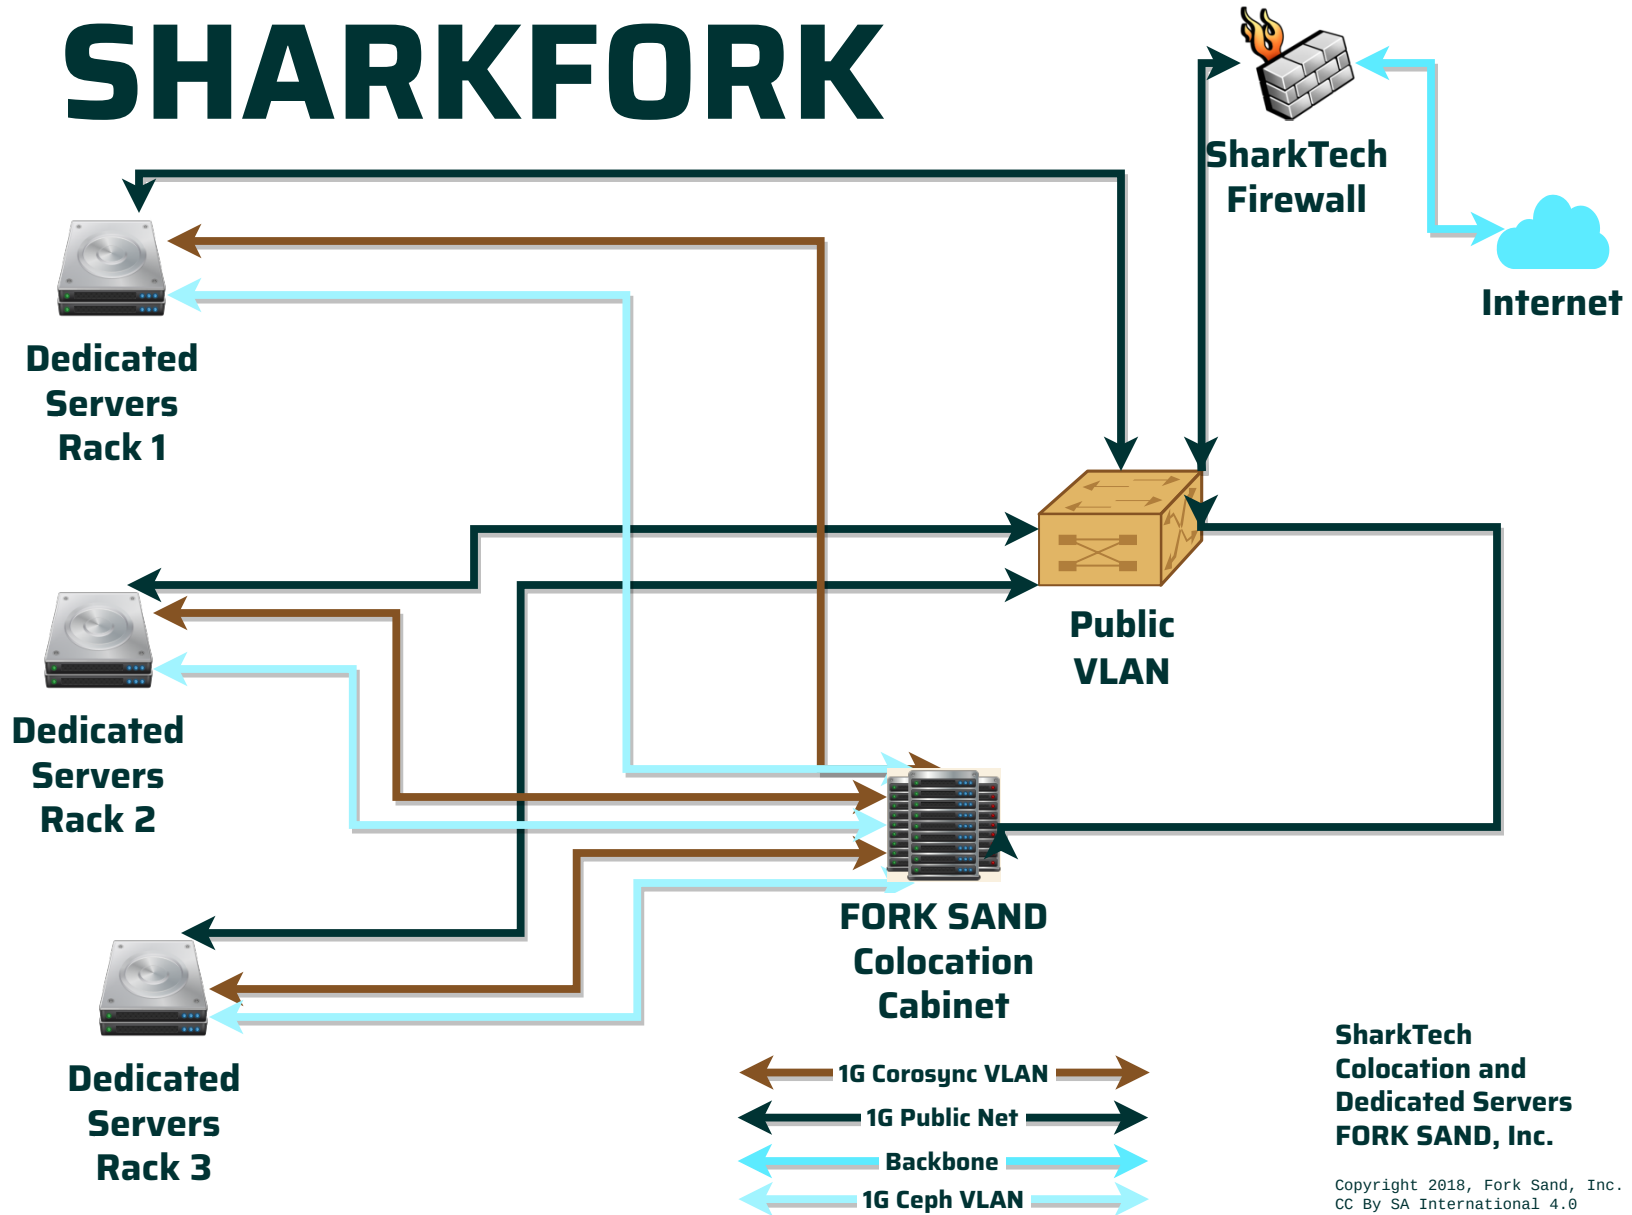 SHARKFORK
SharkTech
Firewall
Internet
Dedicated
Servers
Rack 1
Public
VLAN
Dedicated
Servers
Rack 2
FORK SAND
Colocation
Cabinet
Dedicated
Servers
Rack 3
1G Corosync VLAN
1G Public Net
Backbone
1G Ceph VLAN
SharkTech
Colocation and
Dedicated Servers
FORK SAND, Inc.
Copyright 2018, Fork Sand, Inc.
CC By SA International 4.0